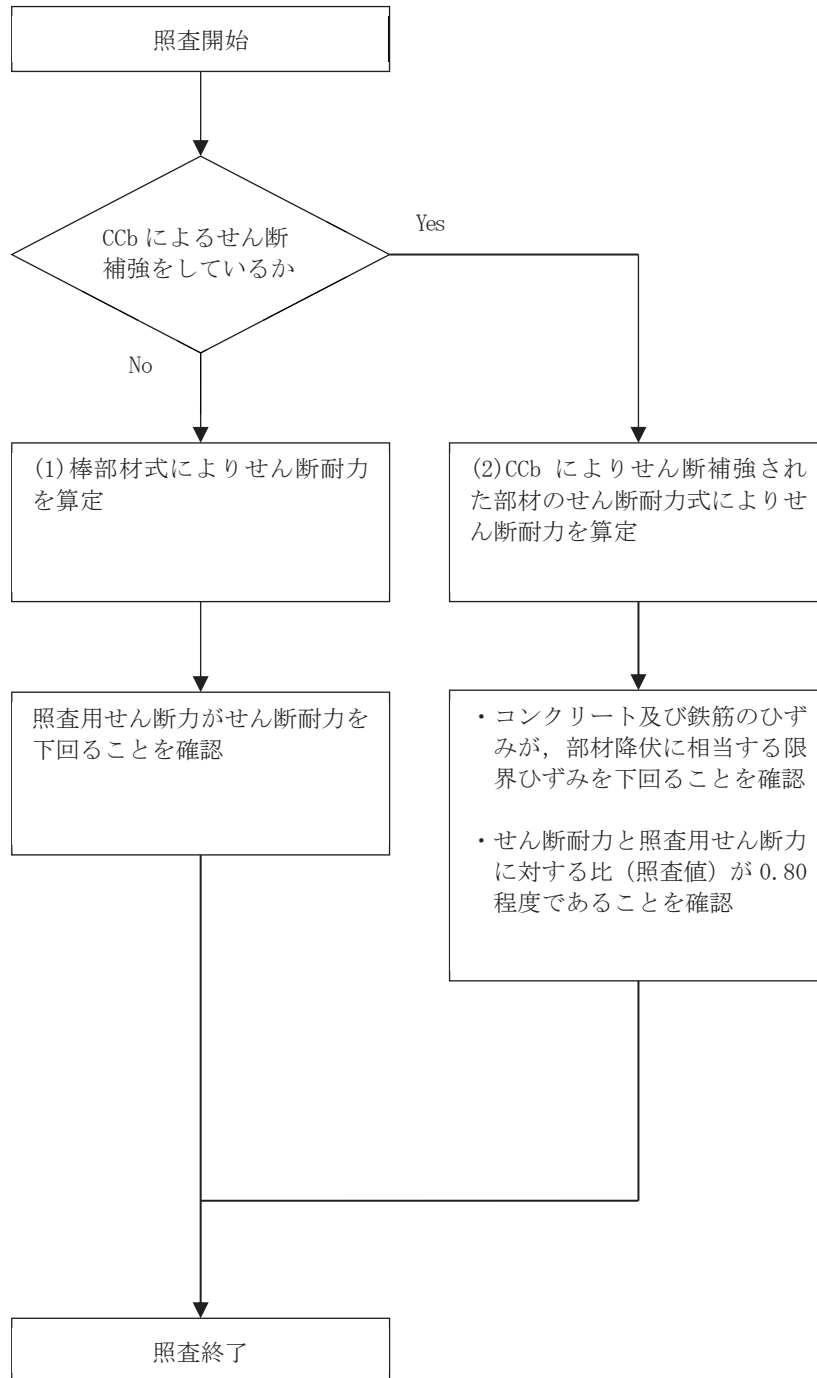 照査開始
CCb によるせん断
補強をしているか
Yes
No
(1)棒部材式によりせん断耐力
を算定
(2)CCb によりせん断補強され
た部材のせん断耐力式によりせ
ん断耐力を算定
照査用せん断力がせん断耐力を
下回ることを確認
・コンクリート及び鉄筋のひず
みが，部材降伏に相当する限
界ひずみを下回ることを確認
・せん断耐力と照査用せん断力
に対する比（照査値）が 0.80
程度であることを確認
照査終了